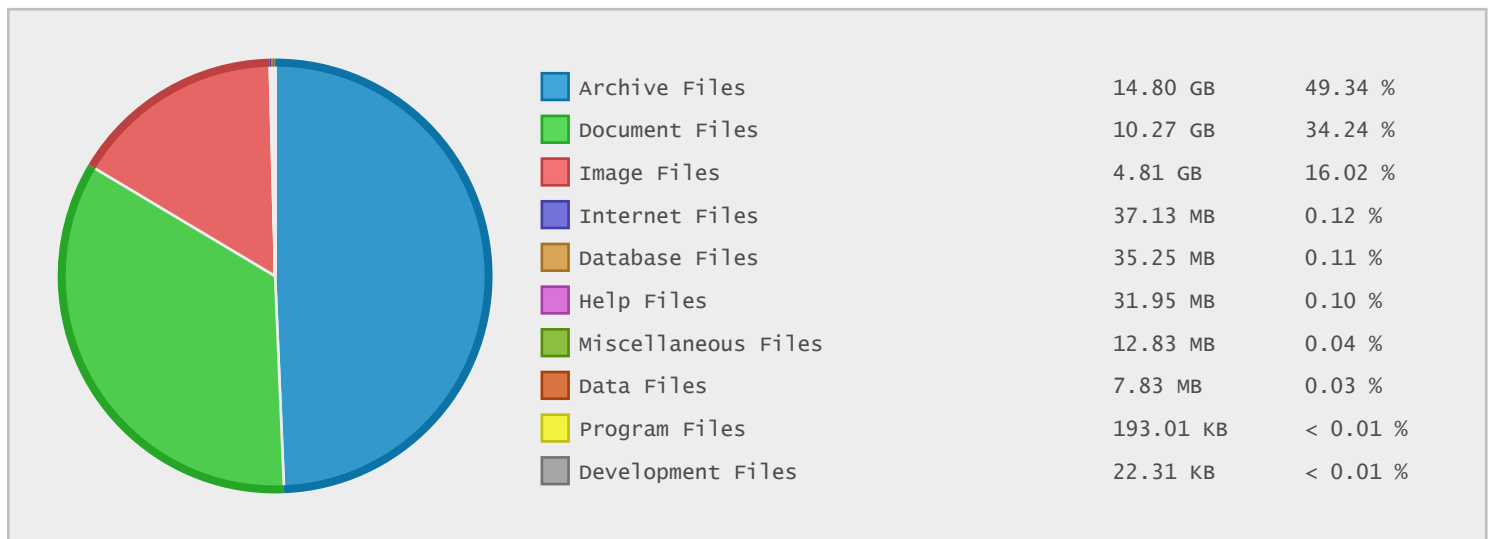 Archive Files 14.80 GB 49.34 %
Document Files 10.27 GB 34.24 %
Image Files 4.81 GB 16.02 %
Internet Files 37.13 MB 0.12 %
Database Files 35.25 MB 0.11 %
Help Files 31.95 MB 0.10 %
Miscellaneous Files 12.83 MB 0.04 %
Data Files 7.83 MB 0.03 %
Program Files 193.01 KB < 0.01 %
Development Files 22.31 KB < 0.01 %